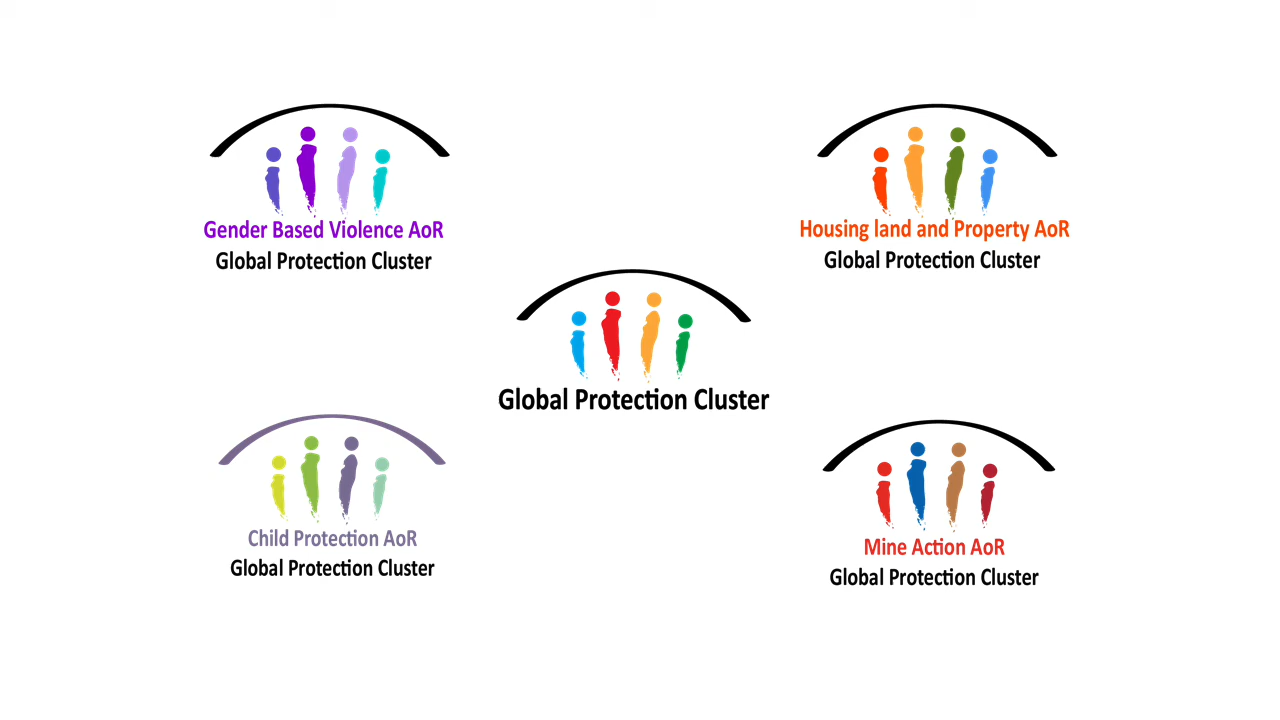 Gender Based Violence AoR
Global Protection Cluster
Housing land and Property AoR
Global Protection Cluster
Global Protection Cluster
Child Protection AoR
Global Protection Cluster
Mine Action AoR
Global Protection Cluster